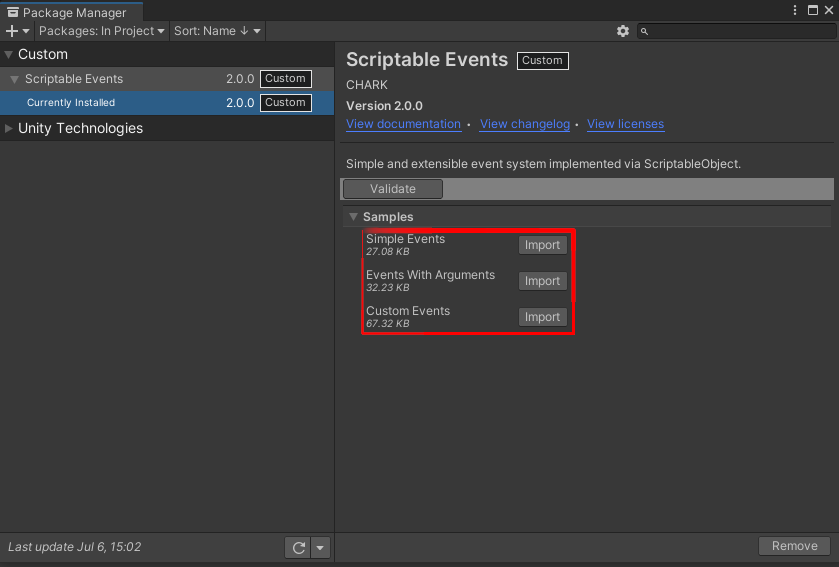 Package Manager
Packages: In Project Sort: Name ↓
Custom
Scriptable Events 2.0.0 Custom
Currently Installed 2.0.0 Custom
Unity Technologies
Scriptable Events Custom
CHARK
Version 2.0.0
View documentation • View changelog • View licenses
Simple and extensible event system implemented via ScriptableObject.
Validate
Samples
Simple Events
27.08 KB
Import
Events With Arguments
32.23 KB
Import
Custom Events
67.32 KB
Import
Last update Jul 6, 15:02
Remove